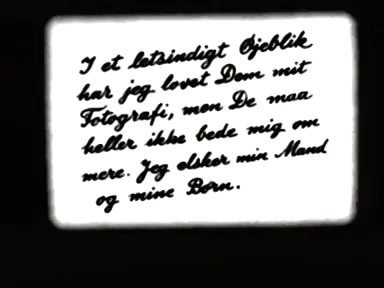 I et letsindigt Øjeblik
har jeg lovet Dem mit
Fotografi, men De maa
heller ikke bede mig om
mere. Jeg elsker min Mand
og mine Børn.